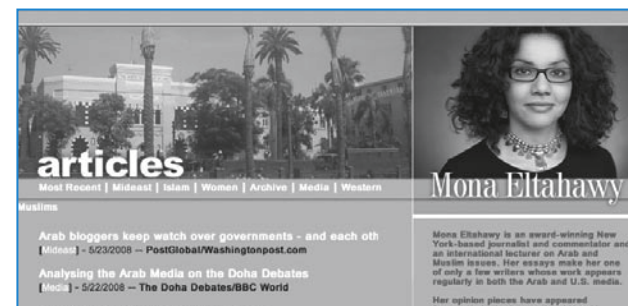 articles
Most Recent | Mideast | Islam | Women | Archive | Media | Western
Muslims
Arab bloggers keep watch over governments - and each oth
[Mideast] - 5/23/2008 -- PostGlobal/Washingtonpost.com
Analysing the Arab Media on the Doha Debates
[Media] - 5/22/2008 -- The Doha Debates/BBC World
Mona Eltahawy
Mona Eltahawy is an award-winning New
York-based journalist and commentator and
an international lecturer on Arab and
Muslim issues. Her essays make her one
of only a few writers whose work appears
regularly in both the Arab and U.S. media.
Her opinion pieces have appeared